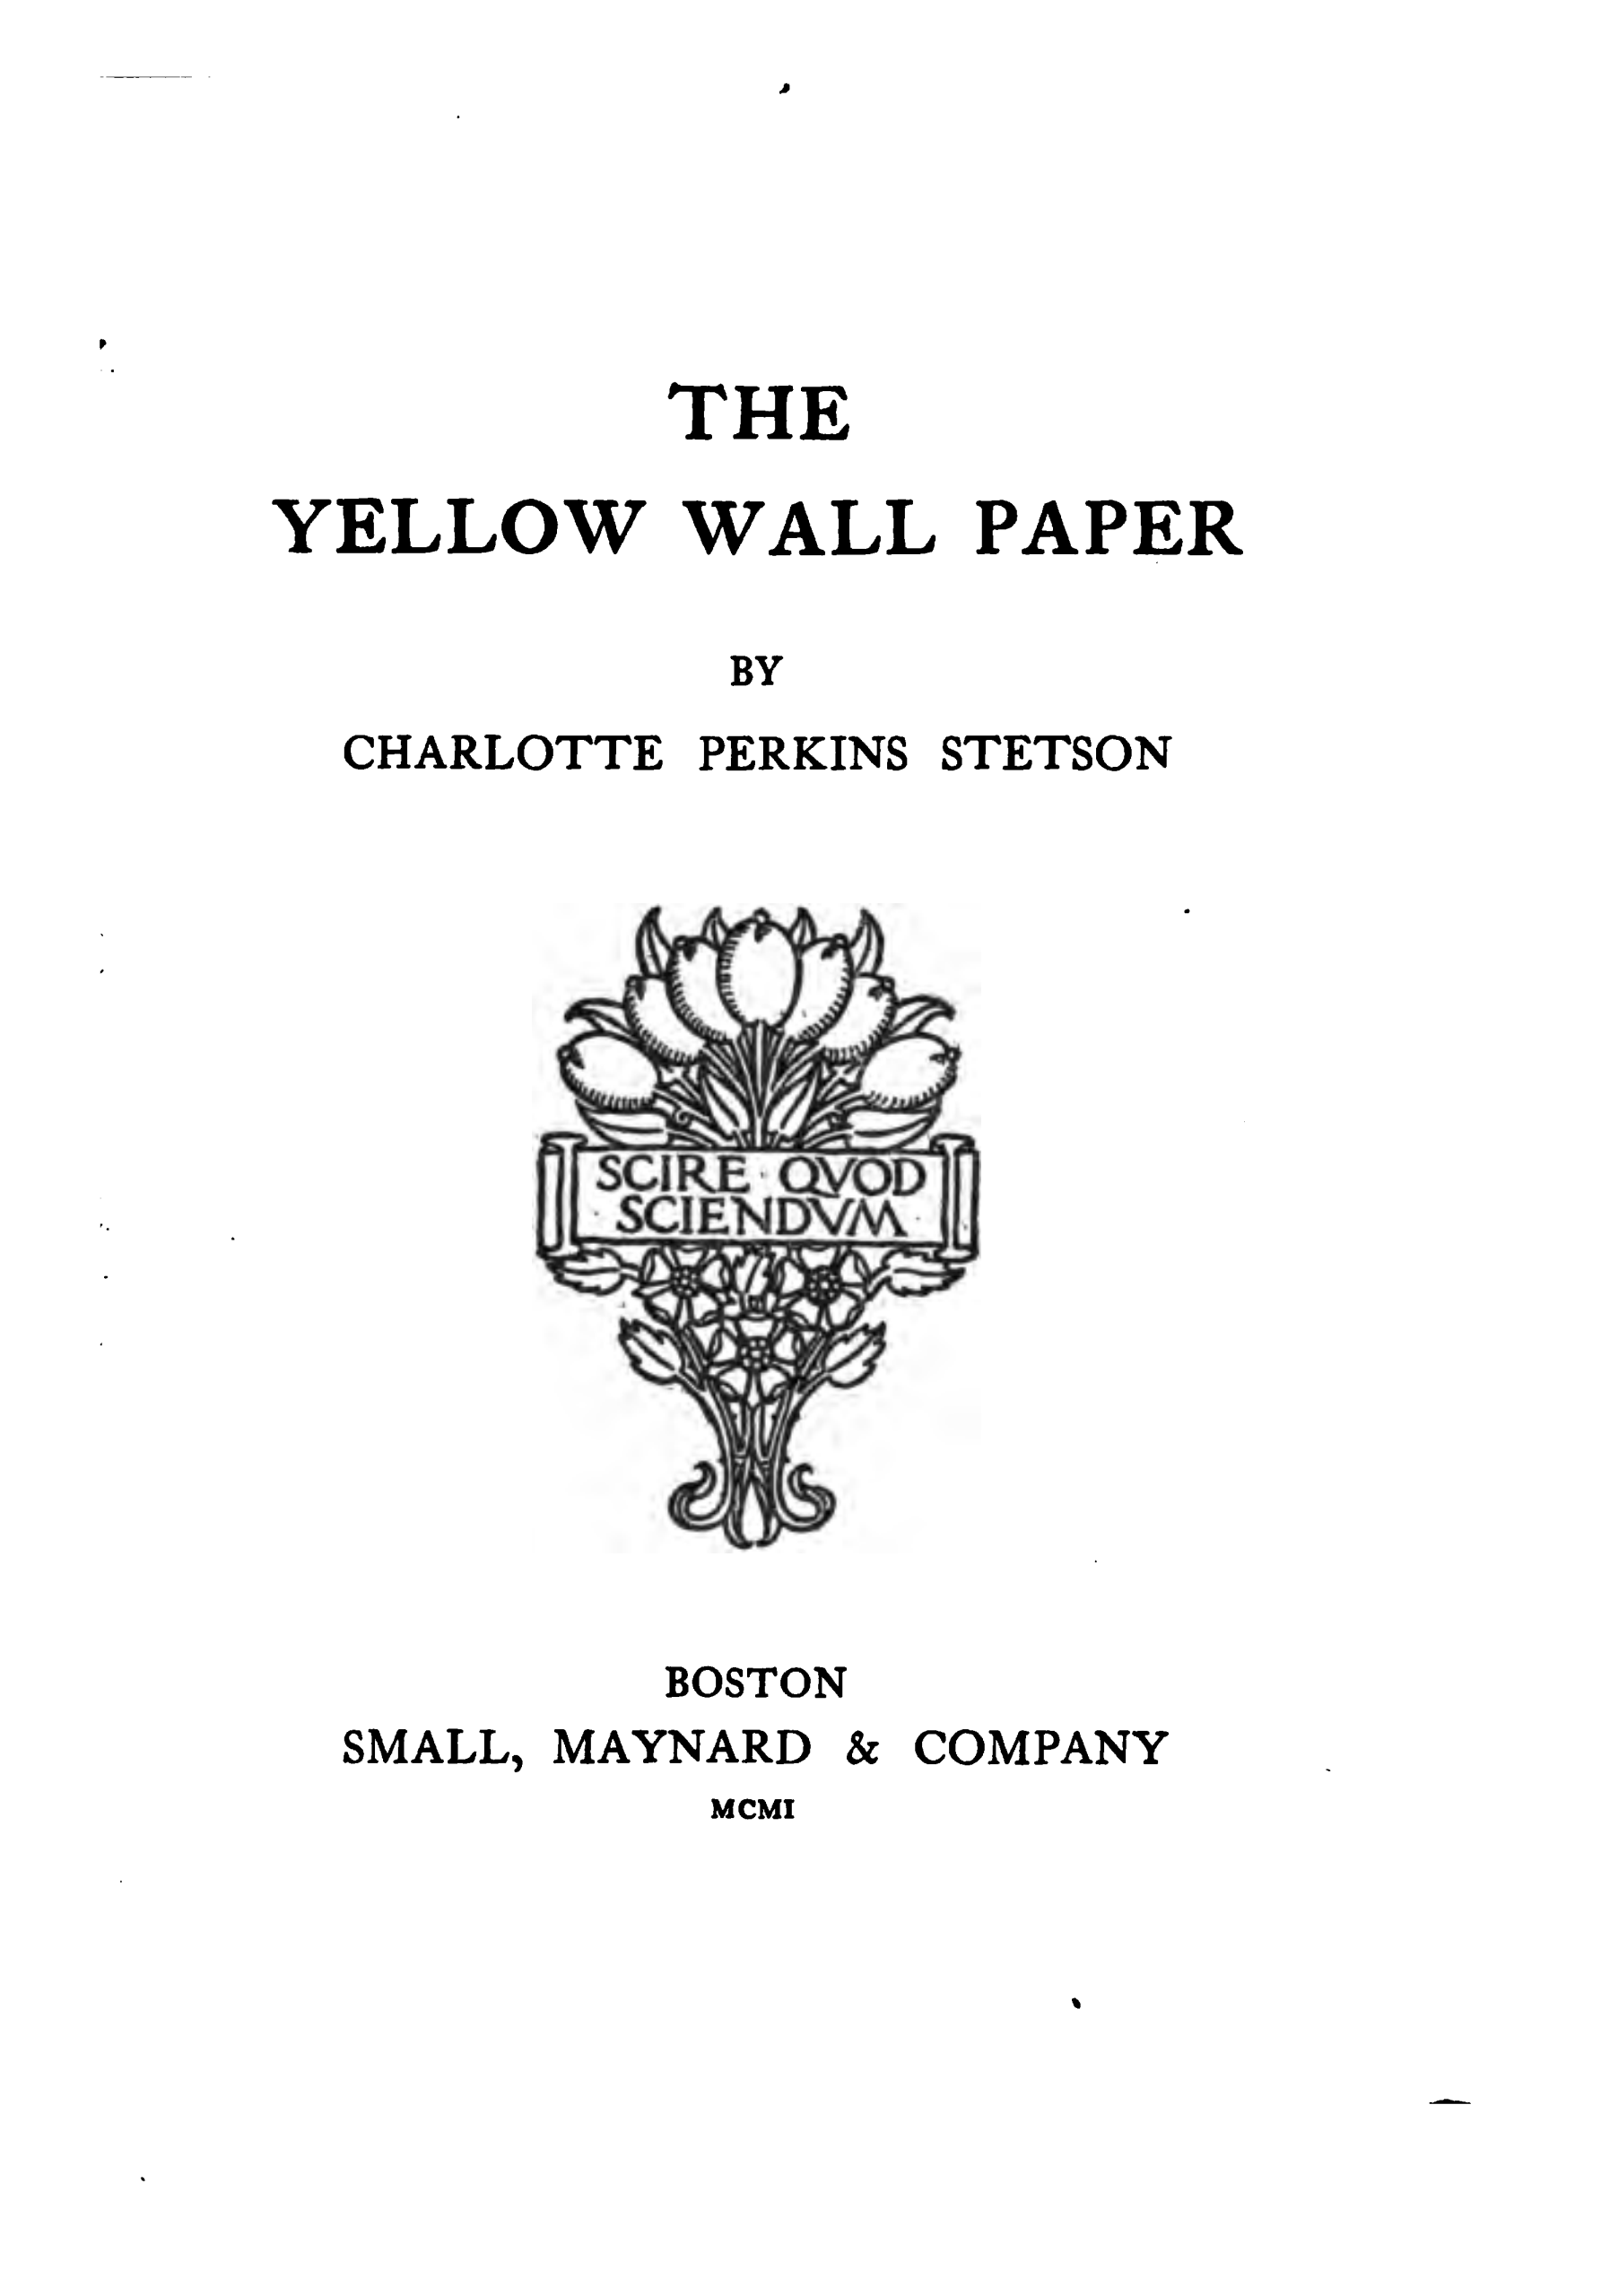 THE
YELLOW WALL PAPER
BY
CHARLOTTE PERKINS STETSON
SCIRE QVOD
SCIENDVM
BOSTON
SMALL, MAYNARD & COMPANY
MCMI